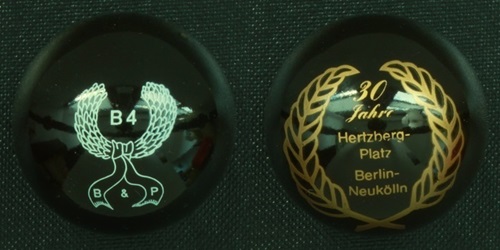 B4
B & P
30
Jahre
Hertzberg-
Platz
Berlin-
Neukölln